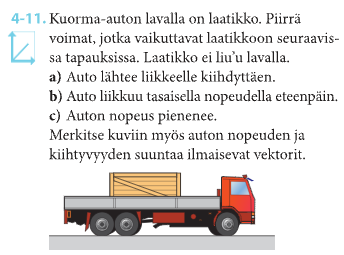 4-11. Kuorma-auton lavalla on laatikko. Piirrä
voimat, jotka vaikuttavat laatikkoon seuraavis-
sa tapauksissa. Laatikko ei liu'u lavalla.
a) Auto lähtee liikkeelle kiihdyttäen.
b) Auto liikkuu tasaisella nopeudella eteenpäin.
c) Auton nopeus pienenee.
Merkitse kuviin myös auton nopeuden ja
kiihtyvyyden suuntaa ilmaisevat vektorit.